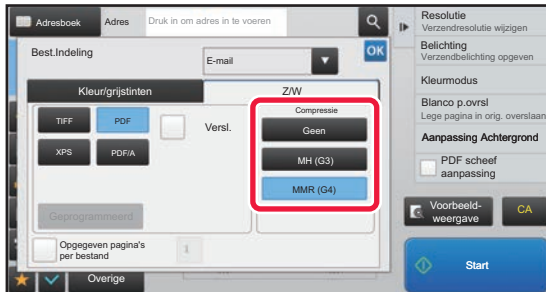 Adresboek
Adres
Druk in om adres in te voeren
Best.Indeling
E-mail
OK
Kleur/grijstinten
Z/W
TIFF
PDF
Versl.
XPS
PDF/A
Compressie
Geen
MH (G3)
MMR (G4)
Geprogrammeerd
Opgegeven pagina's
per bestand
1
Overige
Resolutie
Verzendresolutie wijzigen
Belichting
Verzendbelichting opgeven
Kleurmodus
Blanco p.ovrsl
Lege pagina in orig. overslaan
Aanpassing Achtergrond
PDF scheef
aanpassing
Voorbeeld-
weergave
CA
Start